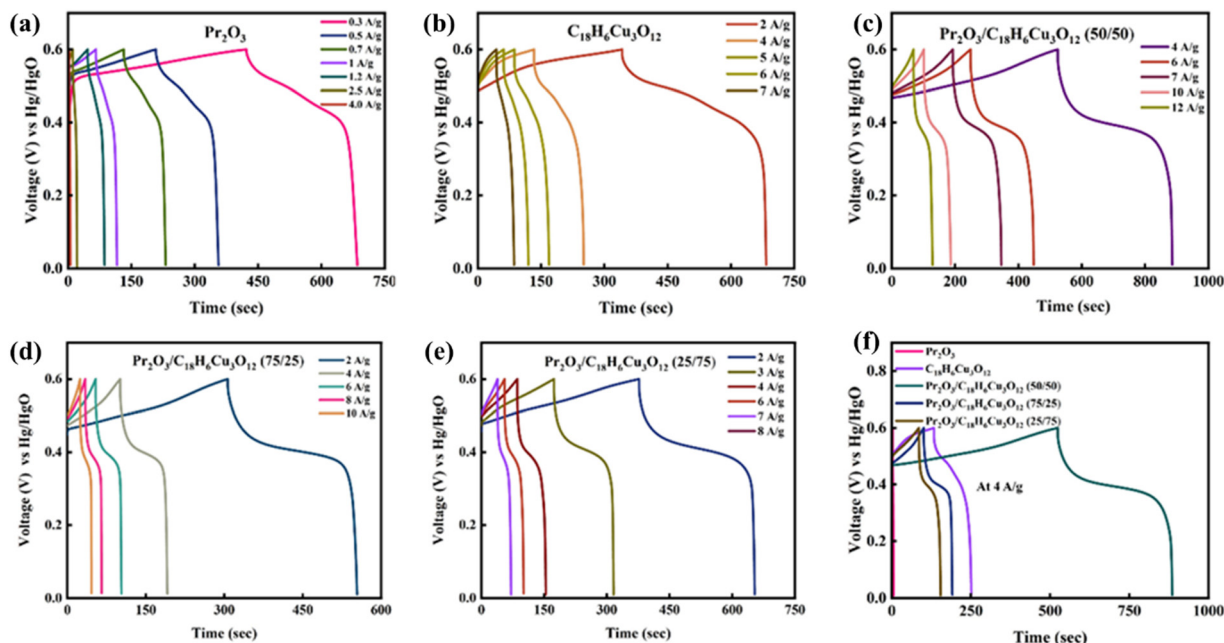 (a)
Pr₂O₃
0.3 A/g
0.5 A/g
0.7 A/g
1 A/g
1.2 A/g
2.5 A/g
4.0 A/g
0.8
0.6
0.4
0.2
0.0
Voltage (V) vs Hg/HgO
0 150 300 450 600 750
Time (sec)
(b)
C₁₈H₆Cu₃O₁₂
2 A/g
4 A/g
5 A/g
6 A/g
7 A/g
0.8
0.6
0.4
0.2
0.0
Voltage (V) vs Hg/HgO
0 150 300 450 600 750
Time (sec)
(c)
Pr₂O₃/C₁₈H₆Cu₃O₁₂ (50/50)
4 A/g
6 A/g
7 A/g
10 A/g
12 A/g
0.6
0.4
0.2
0.0
Voltage (V) vs Hg/HgO
0 200 400 600 800 1000
Time (sec)
(d)
Pr₂O₃/C₁₈H₆Cu₃O₁₂ (75/25)
2 A/g
4 A/g
6 A/g
8 A/g
10 A/g
0.6
0.4
0.2
0.0
Voltage (V) vs Hg/HgO
0 150 300 450 600
Time (sec)
(e)
Pr₂O₃/C₁₈H₆Cu₃O₁₂ (25/75)
2 A/g
3 A/g
4 A/g
6 A/g
7 A/g
8 A/g
0.6
0.4
0.2
0.0
Voltage (V) vs Hg/HgO
0 150 300 450 600 750
Time (sec)
(f)
Pr₂O₃
C₁₈H₆Cu₃O₁₂
Pr₂O₃/C₁₈H₆Cu₃O₁₂ (50/50)
Pr₂O₃/C₁₈H₆Cu₃O₁₂ (75/25)
Pr₂O₃/C₁₈H₆Cu₃O₁₂ (25/75)
At 4 A/g
0.8
0.6
0.4
0.2
0.0
Voltage (V) vs Hg/HgO
0 250 500 750 1000
Time (sec)